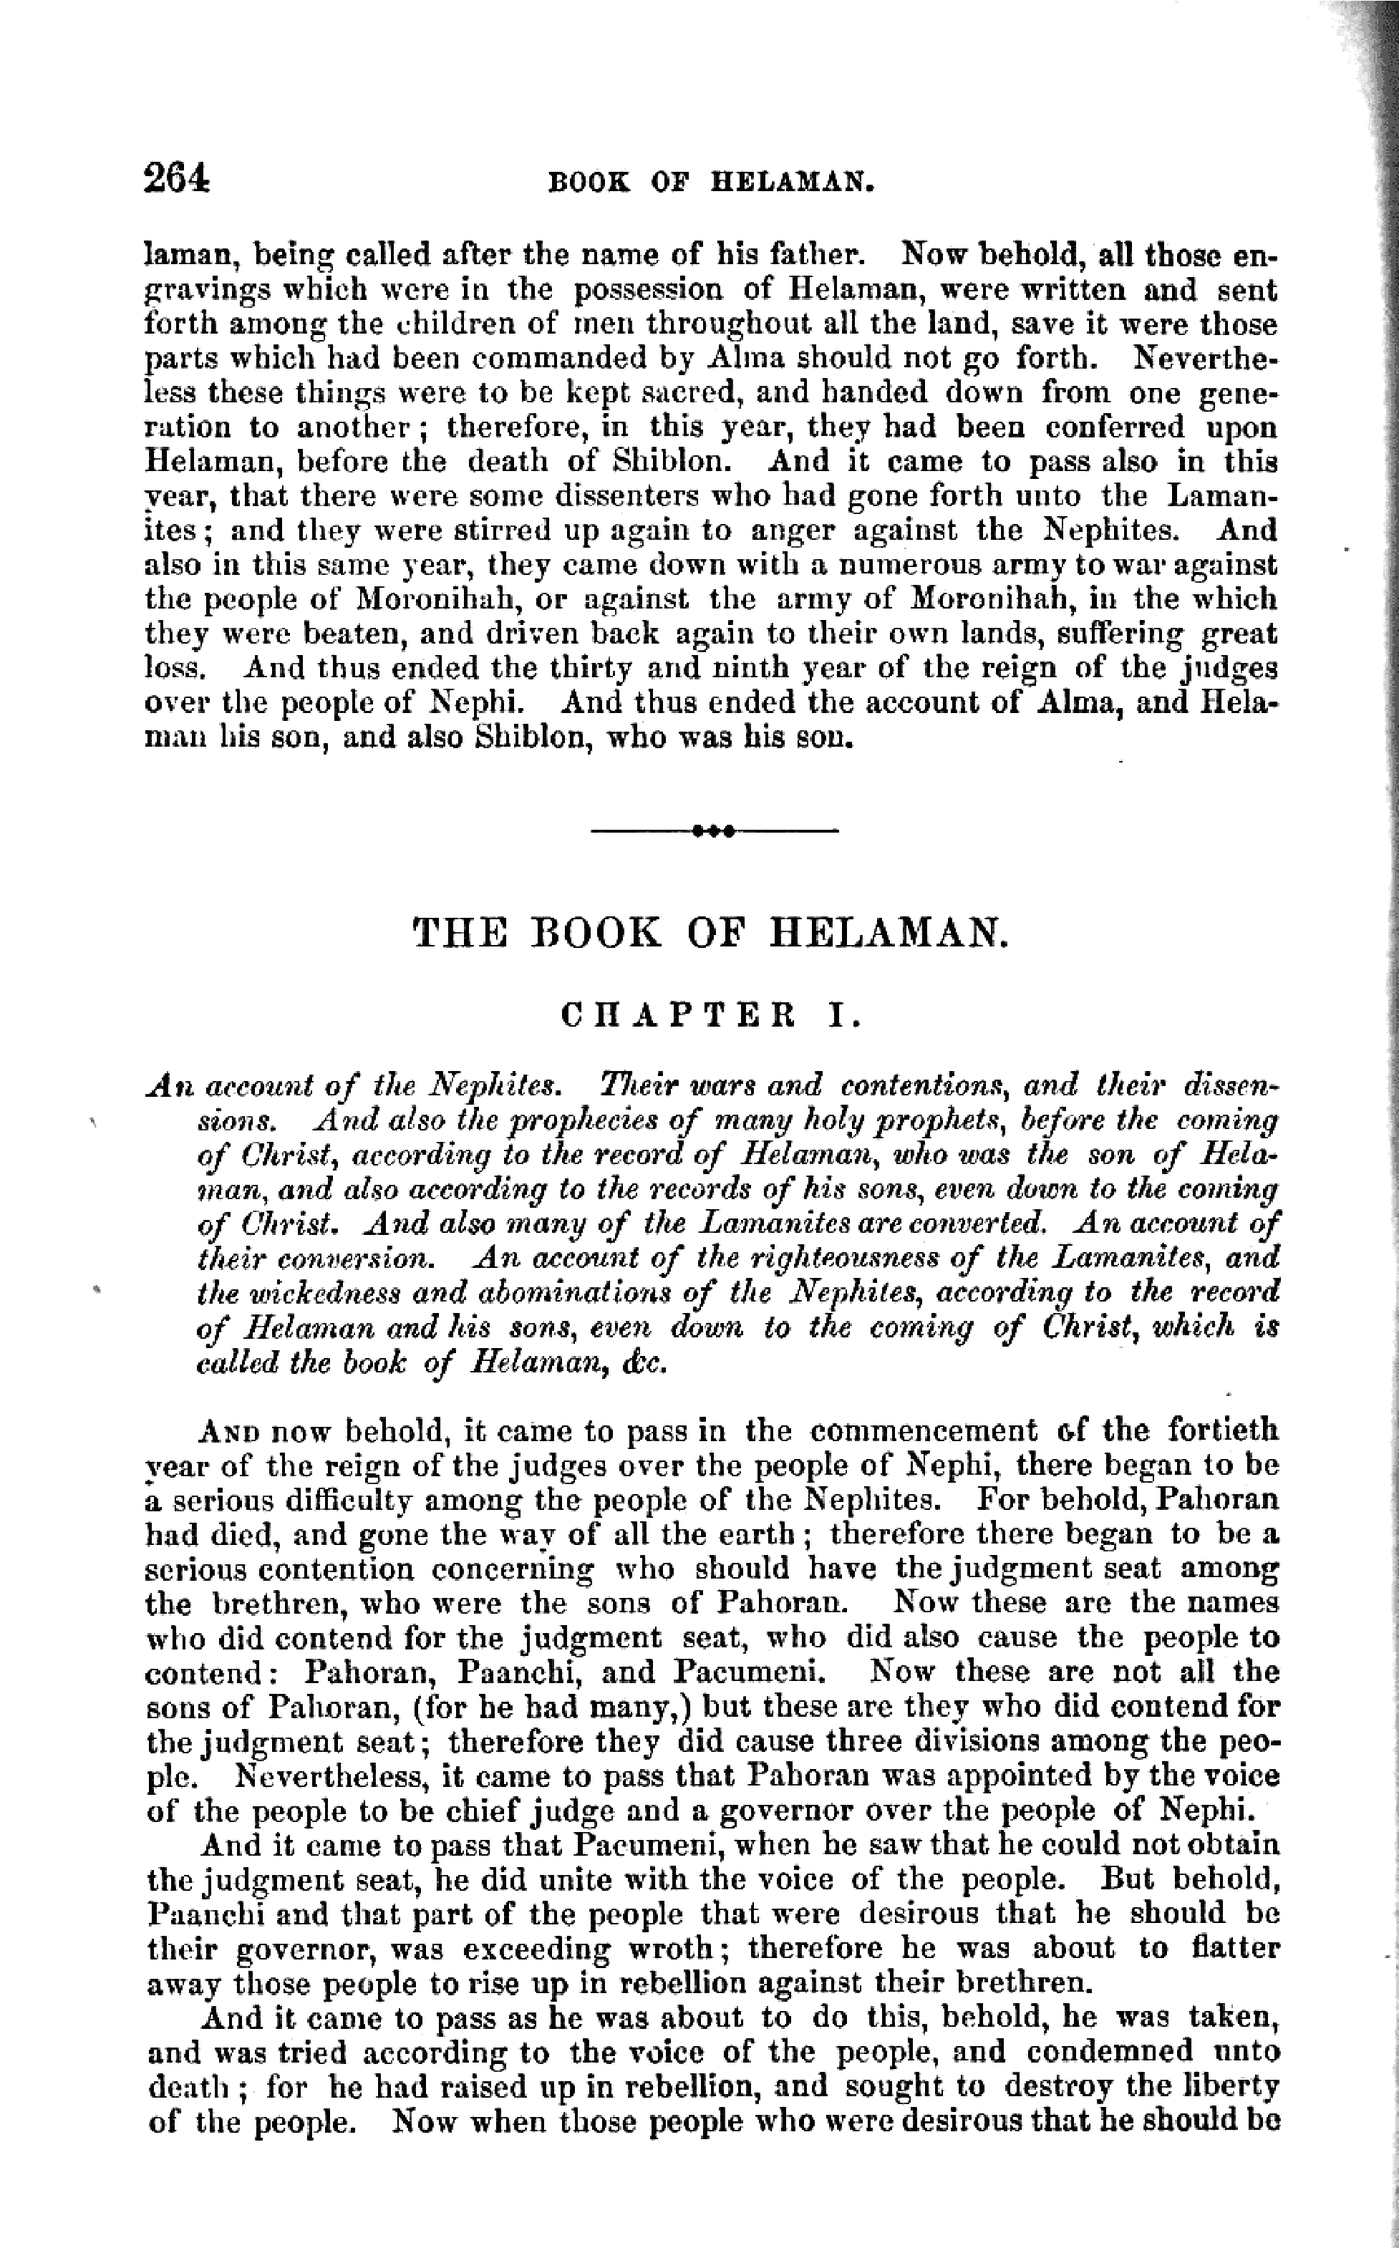 264 BOOK OF HELAMAN.
laman, being called after the name of his father. Now behold, all those en-
gravings which were in the possession of Helaman, were written and sent
forth among the children of men throughout all the land, save it were those
parts which had been commanded by Alma should not go forth. Neverthe-
less these things were to be kept sacred, and handed down from one gene-
ration to another; therefore, in this year, they had been conferred upon
Helaman, before the death of Shiblon. And it came to pass also in this
year, that there were some dissenters who had gone forth unto the Laman-
ites; and they were stirred up again to anger against the Nephites. And
also in this same year, they came down with a numerous army to war against
the people of Moronihah, or against the army of Moronihah, in the which
they were beaten, and driven back again to their own lands, suffering great
loss. And thus ended the thirty and ninth year of the reign of the judges
over the people of Nephi. And thus ended the account of Alma, and Hela-
man his son, and also Shiblon, who was his son.
THE BOOK OF HELAMAN.
CHAPTER I.
An account of the Nephites. Their wars and contentions, and their dissen-
sions. And also the prophecies of many holy prophets, before the coming
of Christ, according to the record of Helaman, who was the son of Hela-
man, and also according to the records of his sons, even down to the coming
of Christ. And also many of the Lamanites are converted. An account of
their conversion. An account of the righteousness of the Lamanites, and
the wickedness and abominations of the Nephites, according to the record
of Helaman and his sons, even down to the coming of Christ, which is
called the book of Helaman, &c.
AND now behold, it came to pass in the commencement of the fortieth
year of the reign of the judges over the people of Nephi, there began to be
a serious difficulty among the people of the Nephites. For behold, Pahoran
had died, and gone the way of all the earth; therefore there began to be a
serious contention concerning who should have the judgment seat among
the brethren, who were the sons of Pahoran. Now these are the names
who did contend for the judgment seat, who did also cause the people to
contend: Pahoran, Paanchi, and Pacumeni. Now these are not all the
sons of Pahoran, (for he had many,) but these are they who did contend for
the judgment seat; therefore they did cause three divisions among the peo-
ple. Nevertheless, it came to pass that Pahoran was appointed by the voice
of the people to be chief judge and a governor over the people of Nephi.
And it came to pass that Pacumeni, when he saw that he could not obtain
the judgment seat, he did unite with the voice of the people. But behold,
Paanchi and that part of the people that were desirous that he should be
their governor, was exceeding wroth; therefore he was about to flatter
away those people to rise up in rebellion against their brethren.
And it came to pass as he was about to do this, behold, he was taken,
and was tried according to the voice of the people, and condemned unto
death; for he had raised up in rebellion, and sought to destroy the liberty
of the people. Now when those people who were desirous that he should be